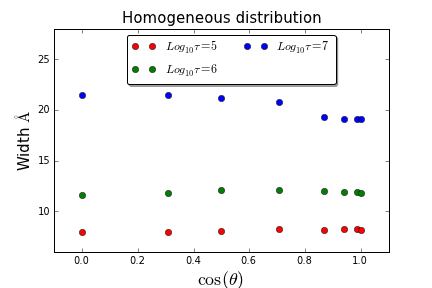 Homogeneous distribution
Log₁₀τ=5
Log₁₀τ=7
Log₁₀τ=6
Width Å
25
20
15
10
0.0 0.2 0.4 0.6 0.8 1.0
cos(θ)